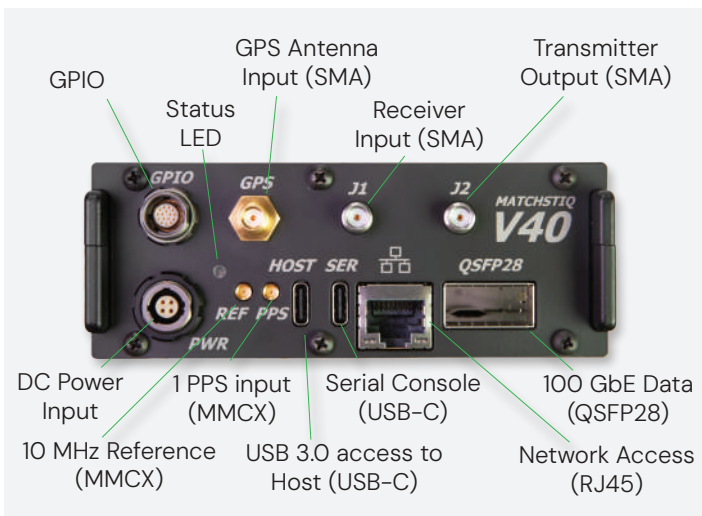 GPS Antenna
Input (SMA)
Transmitter
Output (SMA)
GPIO
Status
LED
Receiver
Input (SMA)
GPIO
GPS
J1
J2
MATCHSTIQ
V40
HOST SER
QSFP28
REF PPS
PWR
DC Power
Input
1 PPS input
(MMCX)
Serial Console
(USB-C)
100 GbE Data
(QSFP28)
10 MHz Reference
(MMCX)
USB 3.0 access to
Host (USB-C)
Network Access
(RJ45)